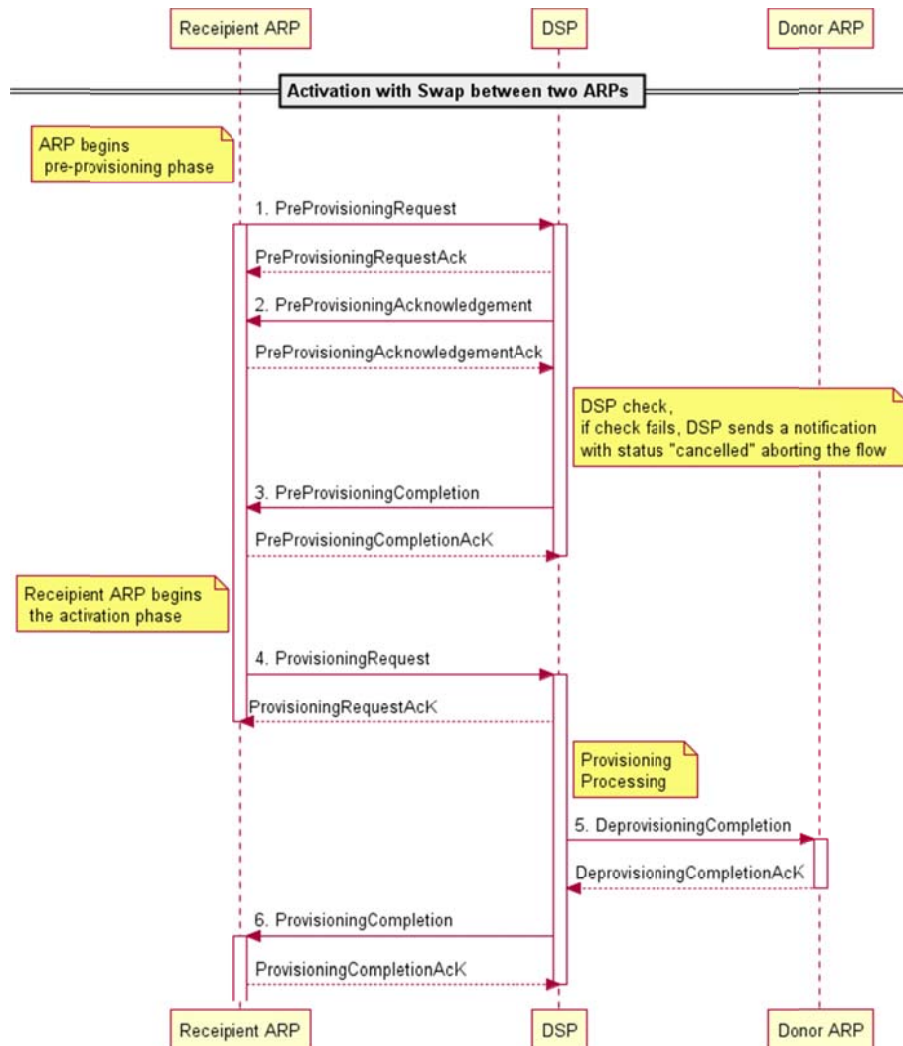 Receipient ARP
DSP
Donor ARP
Activation with Swap between two ARPs
ARP begins
pre-provisioning phase
1. PreProvisioningRequest
PreProvisioningRequestAck
2. PreProvisioningAcknowledgement
PreProvisioningAcknowledgementAck
DSP check,
if check fails, DSP sends a notification
with status "cancelled" aborting the flow
3. PreProvisioningCompletion
PreProvisioningCompletionAcK
Receipient ARP begins
the activation phase
4. ProvisioningRequest
ProvisioningRequestAcK
Provisioning
Processing
5. DeprovisioningCompletion
DeprovisioningCompletionAcK
6. ProvisioningCompletion
ProvisioningCompletionAcK
Receipient ARP
DSP
Donor ARP